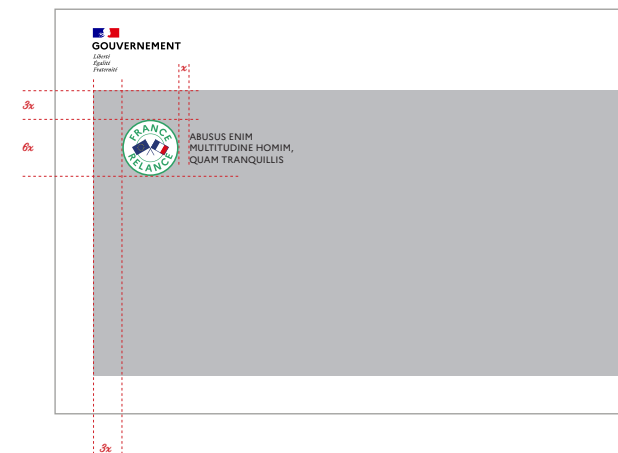 GOUVERNEMENT
Liberté
Égalité
Fraternité
x
3x
6x
FRANCE
RELANCE
ABUSUS ENIM
MULTITUDINE HOMIM,
QUAM TRANQUILLIS
3x